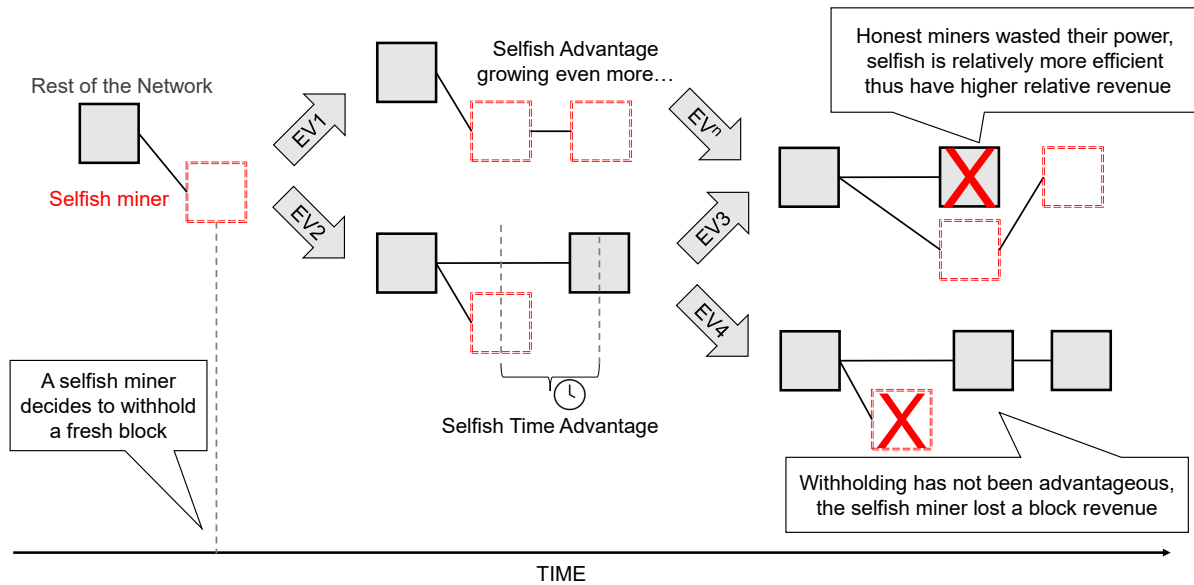 Rest of the Network
Selfish miner
A selfish miner
decides to withhold
a fresh block
EV1
EV2
Selfish Advantage
growing even more…
Selfish Time Advantage
EVⁿ
EV3
EV4
Honest miners wasted their power,
selfish is relatively more efficient
thus have higher relative revenue
Withholding has not been advantageous,
the selfish miner lost a block revenue
TIME